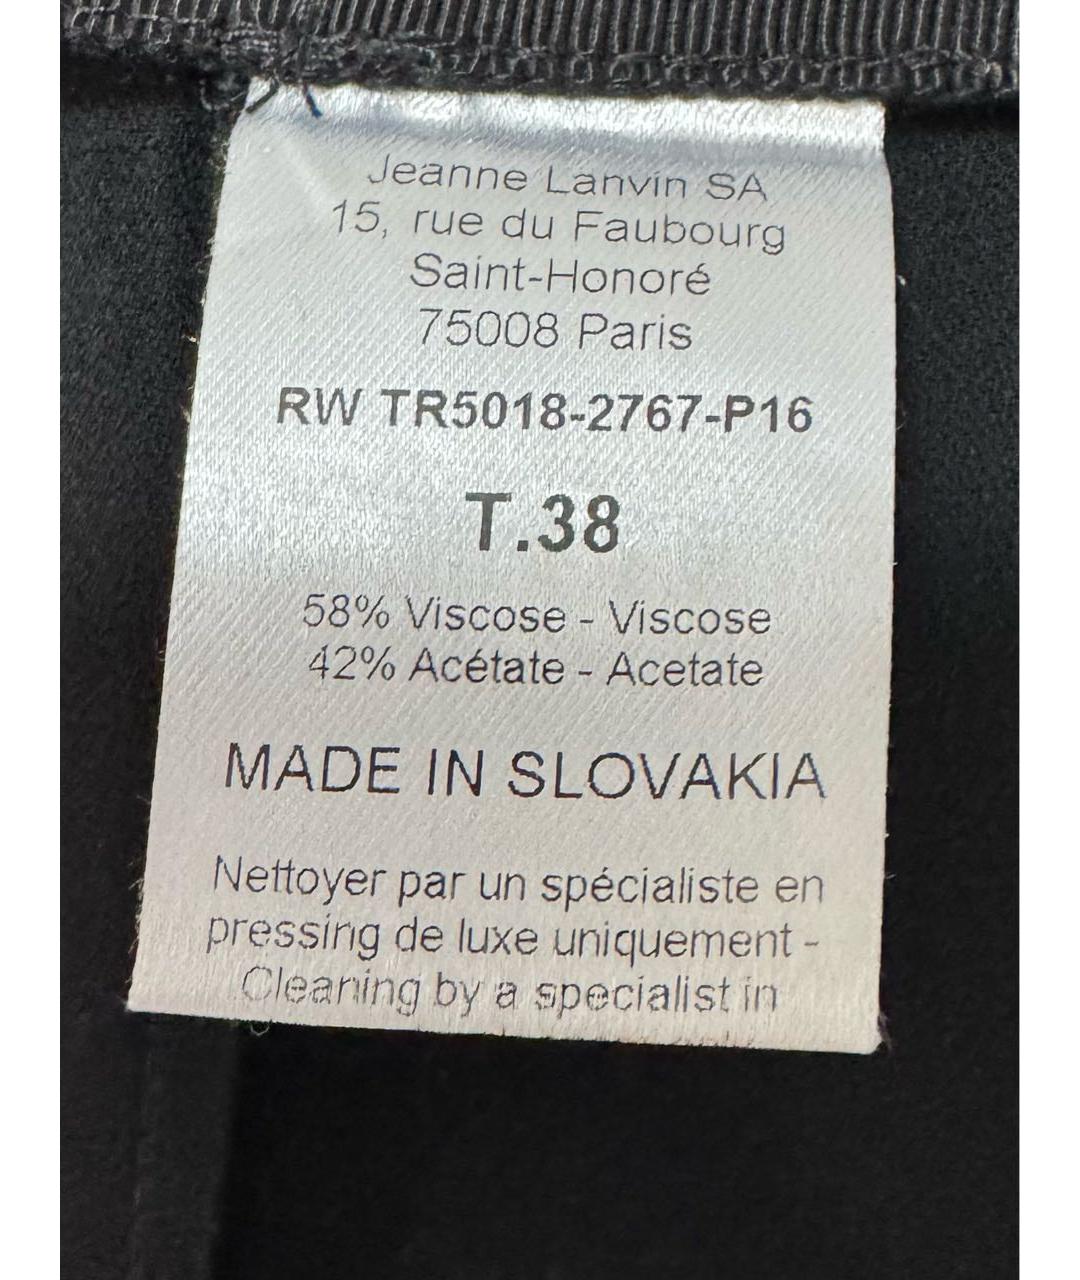 Jeanne Lanvin SA
15, rue du Faubourg
Saint-Honoré
75008 Paris
RW TR5018-2767-P16
T.38
58% Viscose - Viscose
42% Acétate - Acetate
MADE IN SLOVAKIA
Nettoyer par un spécialiste en
pressing de luxe uniquement -
Cleaning by a specialist in